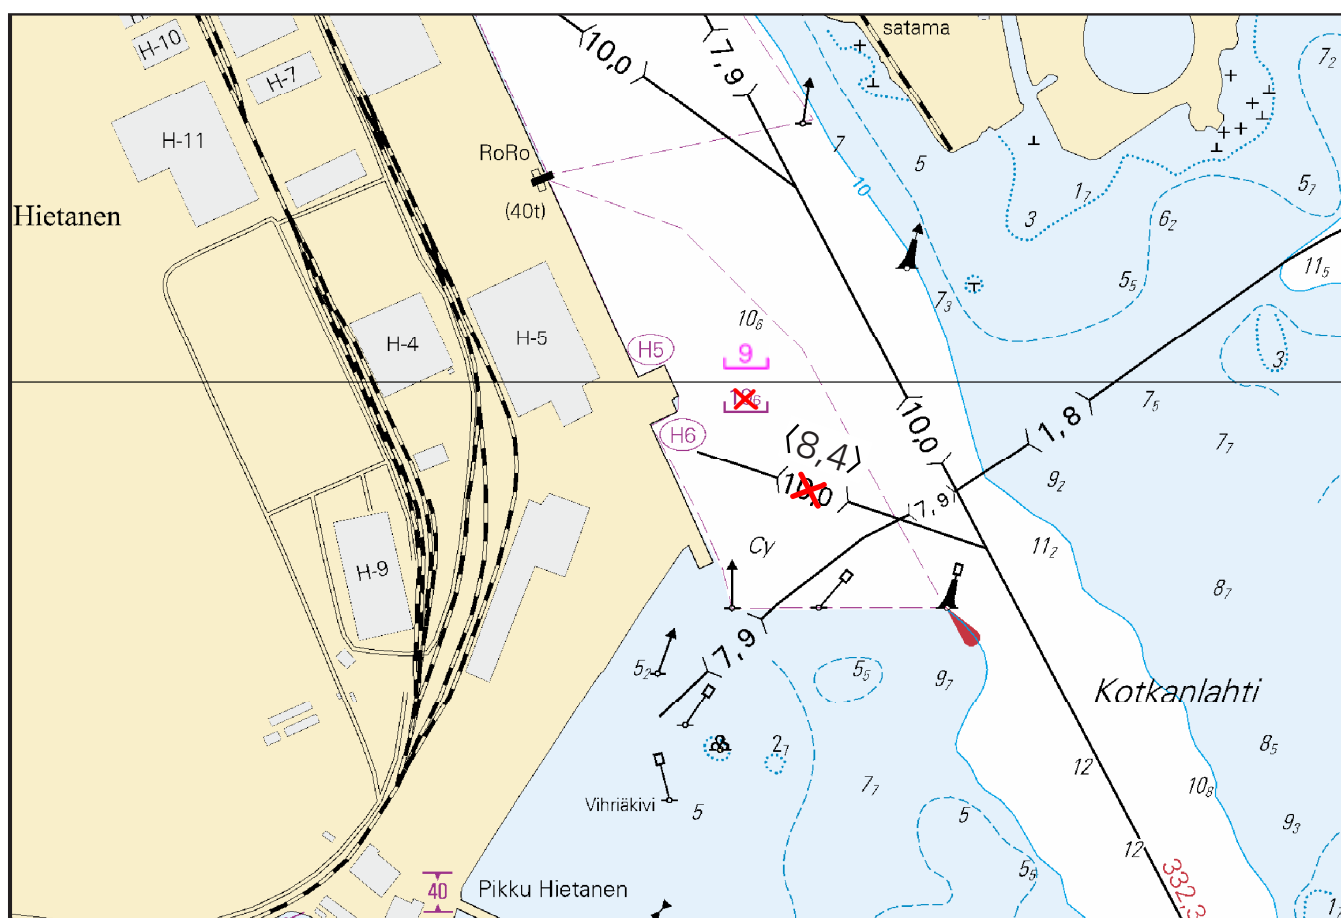 H-10
10,0
7,9
satama
7₂
H-7
H-11
RoRo
7
5
10
(40t)
Hietanen
3
1₇
5₇
6₂
11₅
5₅
7₃
10₆
H-4
H-5
H5
9
3
7₅
H6
⟨8,4⟩
10,0
1,8
7₇
9₂
(7,9)
Cy
11₂
H-9
8₇
7,9
5₂
5₅
9₇
Kotkanlahti
2₇
8₅
12
7₇
10₈
Vihriäkivi
5
5
9₃
12
5₅
332,3
40
Pikku Hietanen